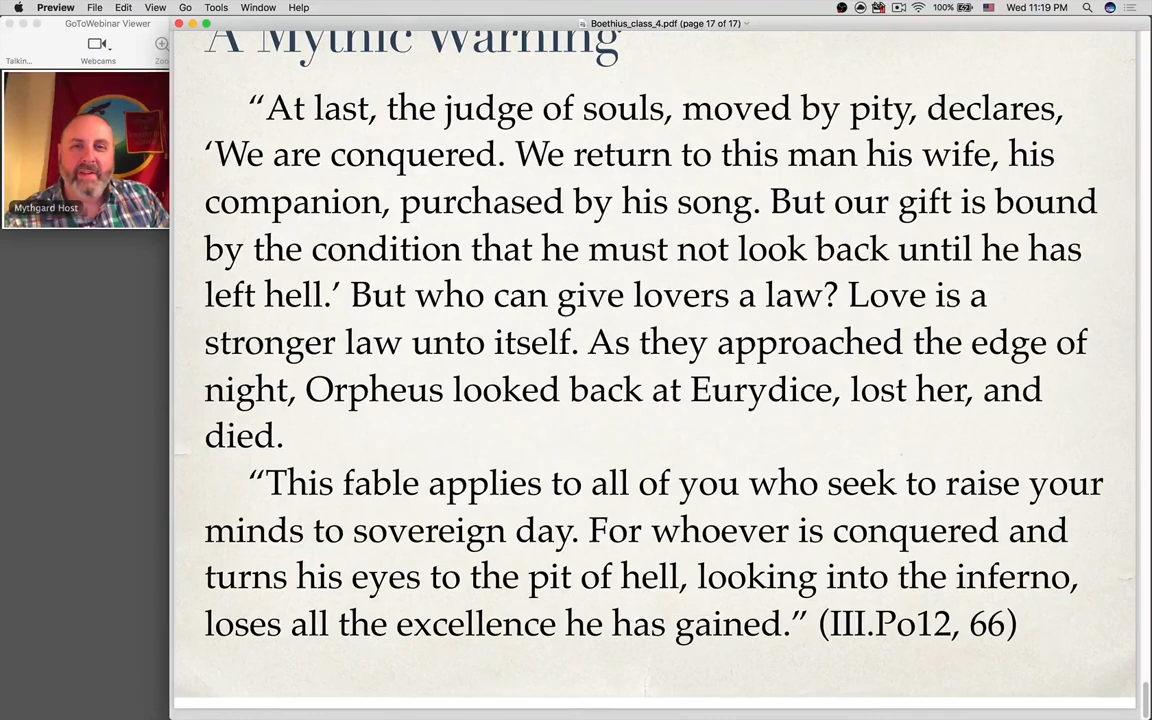 Preview File Edit View Go Tools Window Help 100% Wed 11:19 PM
GoToWebinar Viewer
Boethius_class_4.pdf (page 17 of 17)
Talkin... Webcams Zoo
Mythgard Host
A Mythic Warning
“At last, the judge of souls, moved by pity, declares,
‘We are conquered. We return to this man his wife, his
companion, purchased by his song. But our gift is bound
by the condition that he must not look back until he has
left hell.’ But who can give lovers a law? Love is a
stronger law unto itself. As they approached the edge of
night, Orpheus looked back at Eurydice, lost her, and
died.
“This fable applies to all of you who seek to raise your
minds to sovereign day. For whoever is conquered and
turns his eyes to the pit of hell, looking into the inferno,
loses all the excellence he has gained.” (III.Po12, 66)